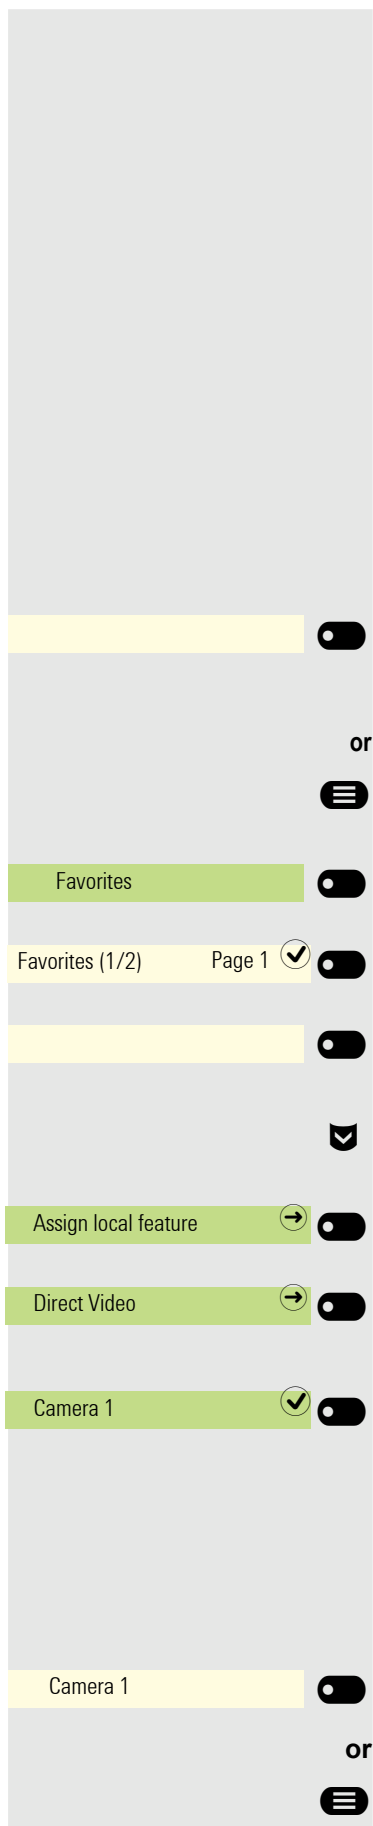 or
Favorites
Favorites (1/2) Page 1
Assign local feature
Direct Video
Camera 1
Camera 1
or